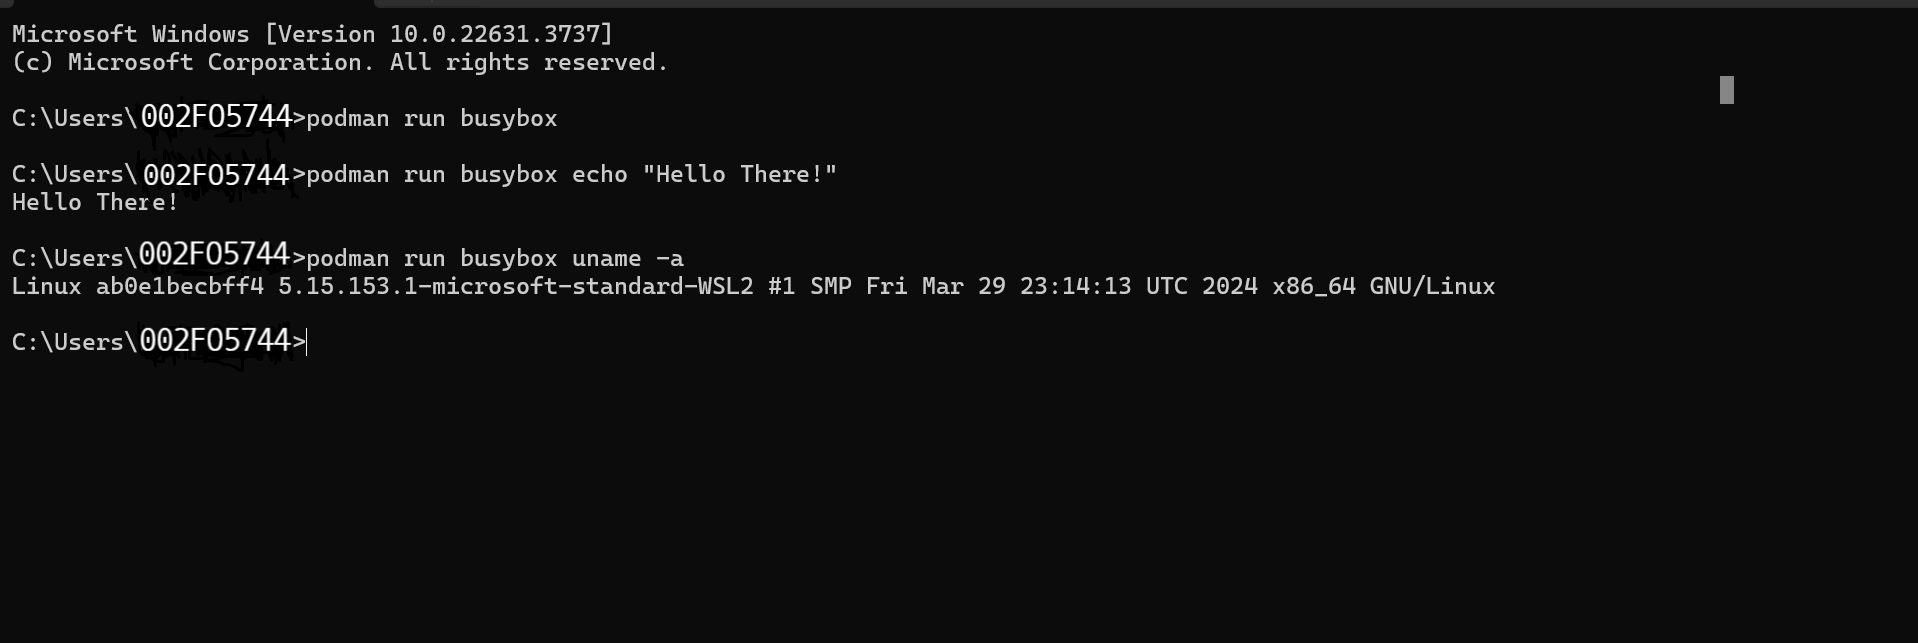 Microsoft Windows [Version 10.0.22631.3737]
(c) Microsoft Corporation. All rights reserved.
C:\Users\002FO5744>podman run busybox
C:\Users\002FO5744>podman run busybox echo "Hello There!"
Hello There!
C:\Users\002FO5744>podman run busybox uname -a
Linux ab0e1becbff4 5.15.153.1-microsoft-standard-WSL2 #1 SMP Fri Mar 29 23:14:13 UTC 2024 x86_64 GNU/Linux
C:\Users\002FO5744>